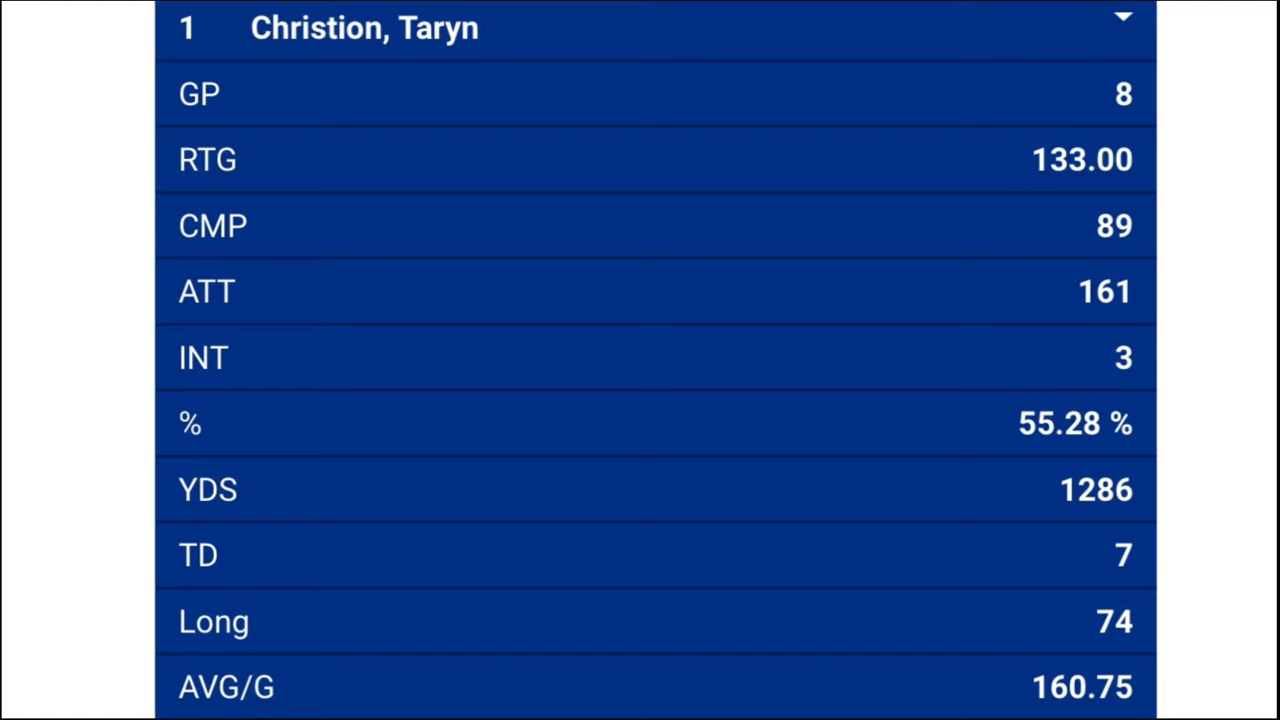 1 Christion, Taryn
GP 8
RTG 133.00
CMP 89
ATT 161
INT 3
% 55.28 %
YDS 1286
TD 7
Long 74
AVG/G 160.75